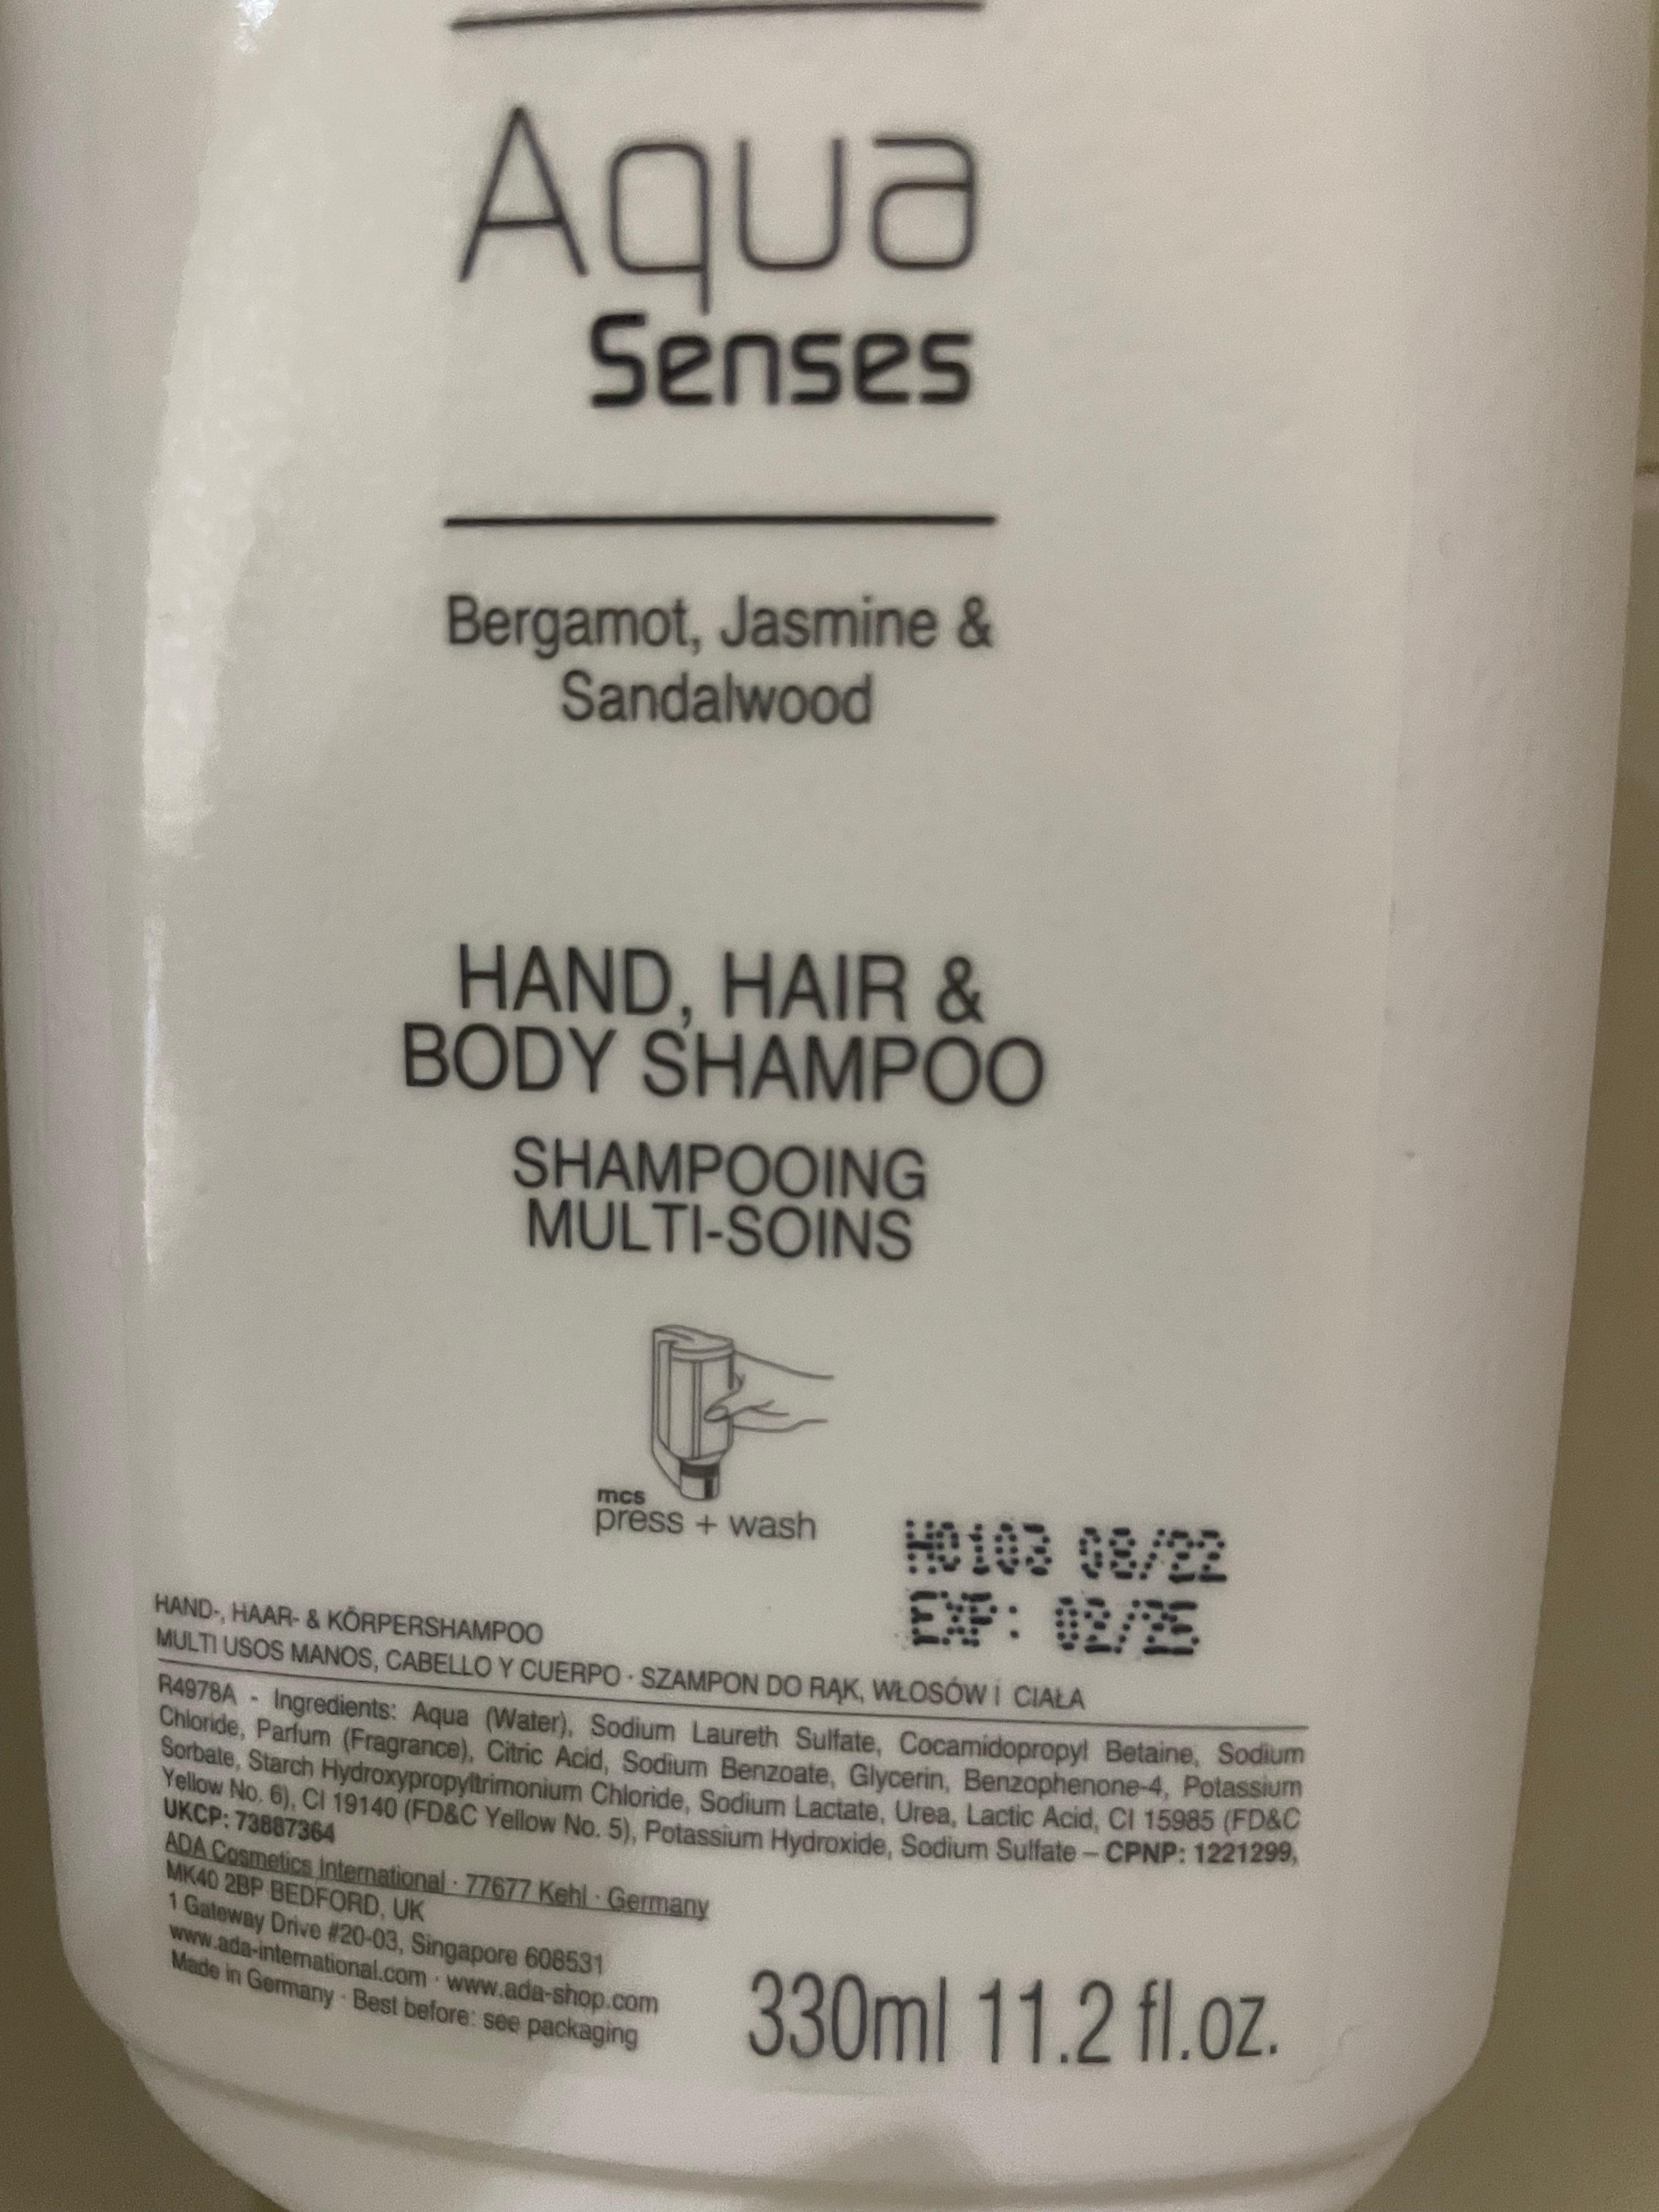 Aqua
Senses
Bergamot, Jasmine &
Sandalwood
HAND, HAIR &
BODY SHAMPOO
SHAMPOOING
MULTI-SOINS
mcs
press + wash
H0103 08/22
EXP: 02/25
HAND-, HAAR- & KÖRPERSHAMPOO
MULTI USOS MANOS, CABELLO Y CUERPO · SZAMPON DO RĄK, WŁOSÓW I CIAŁA
R4978A - Ingredients: Aqua (Water), Sodium Laureth Sulfate, Cocamidopropyl Betaine, Sodium
Chloride, Parfum (Fragrance), Citric Acid, Sodium Benzoate, Glycerin, Benzophenone-4, Potassium
Sorbate, Starch Hydroxypropyltrimonium Chloride, Sodium Lactate, Urea, Lactic Acid, CI 15985 (FD&C
Yellow No. 6), CI 19140 (FD&C Yellow No. 5), Potassium Hydroxide, Sodium Sulfate – CPNP: 1221299,
UKCP: 73887364
ADA Cosmetics International · 77677 Kehl · Germany
MK40 2BP BEDFORD, UK
1 Gateway Drive #20-03, Singapore 608531
www.ada-international.com · www.ada-shop.com
Made in Germany · Best before: see packaging
330ml 11.2 fl.oz.